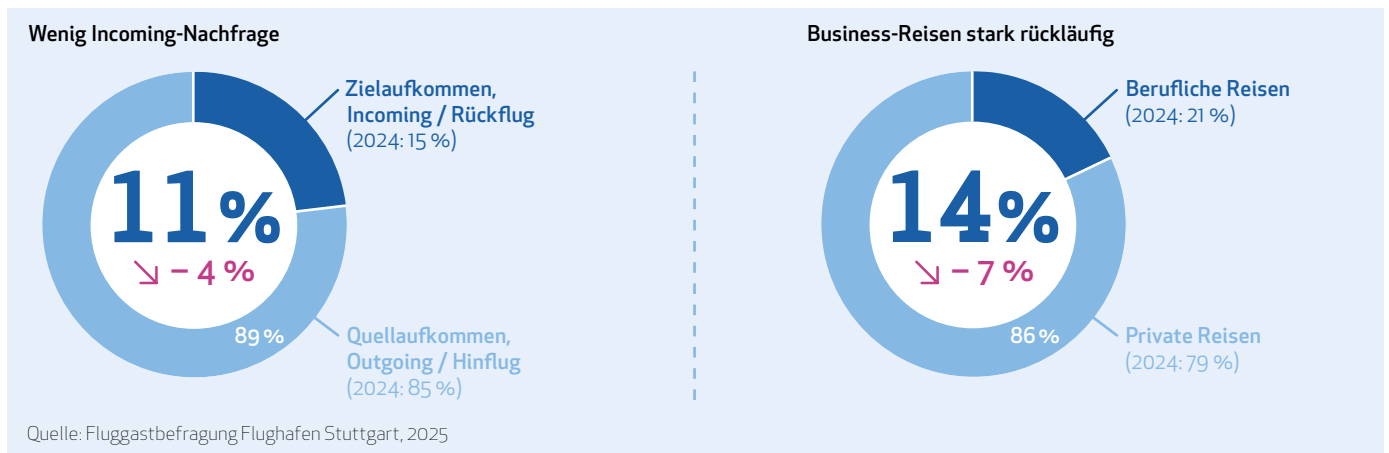 Wenig Incoming-Nachfrage
Zielaufkommen,
Incoming / Rückflug
(2024: 15 %)
11 %
– 4 %
89 %
Quellaufkommen,
Outgoing / Hinflug
(2024: 85 %)
Business-Reisen stark rückläufig
Berufliche Reisen
(2024: 21 %)
14 %
– 7 %
86 %
Private Reisen
(2024: 79 %)
Quelle: Fluggastbefragung Flughafen Stuttgart, 2025